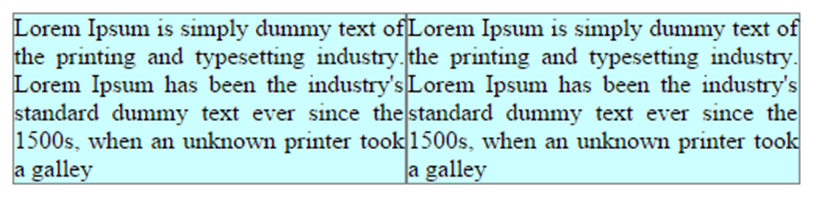 Lorem Ipsum is simply dummy text of
the printing and typesetting industry.
Lorem Ipsum has been the industry's
standard dummy text ever since the
1500s, when an unknown printer took
a galley
Lorem Ipsum is simply dummy text of
the printing and typesetting industry.
Lorem Ipsum has been the industry's
standard dummy text ever since the
1500s, when an unknown printer took
a galley